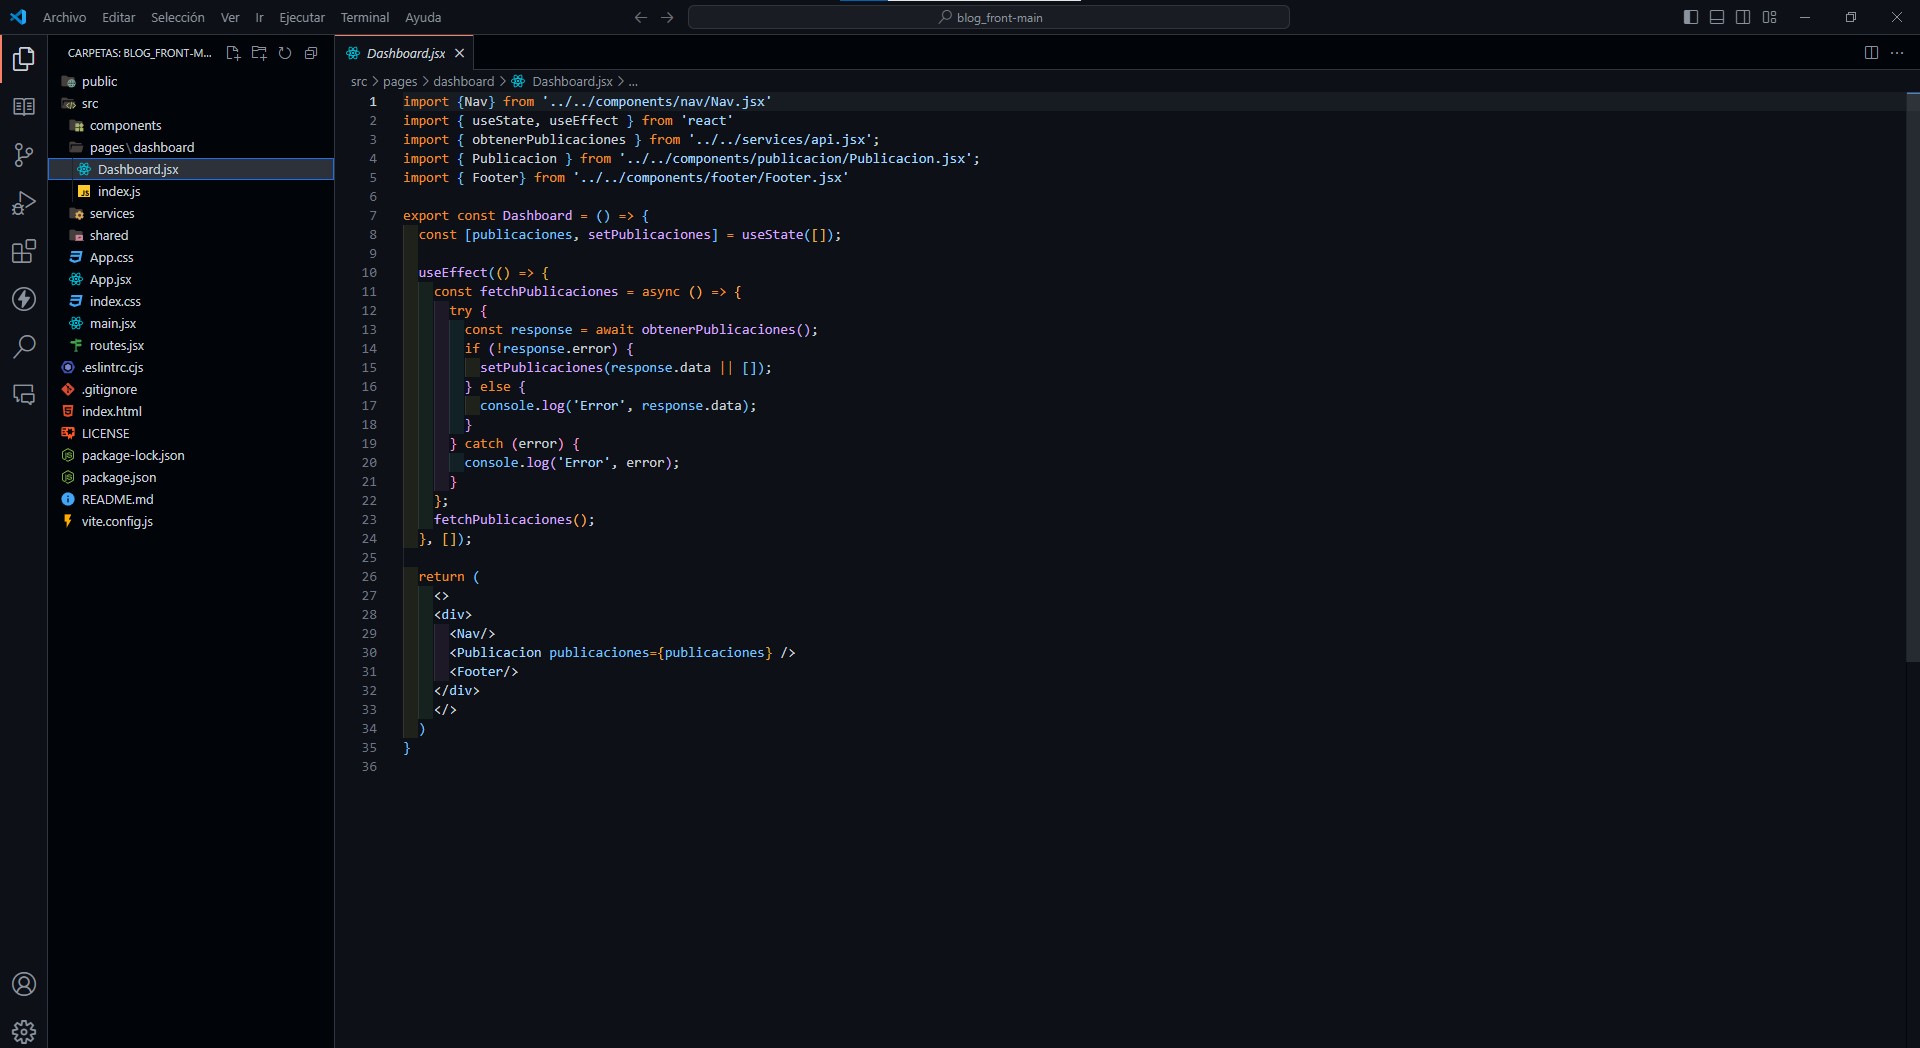 Archivo Editar Selección Ver Ir Ejecutar Terminal Ayuda
blog_front-main
CARPETAS: BLOG_FRONT-M...
public
src
components
pages\dashboard
Dashboard.jsx
index.js
services
shared
App.css
App.jsx
index.css
main.jsx
routes.jsx
.eslintrc.cjs
.gitignore
index.html
LICENSE
package-lock.json
package.json
README.md
vite.config.js
Dashboard.jsx
src > pages > dashboard > Dashboard.jsx > ...
1 import {Nav} from '../../components/nav/Nav.jsx'
2 import { useState, useEffect } from 'react'
3 import { obtenerPublicaciones } from '../../services/api.jsx';
4 import { Publicacion } from '../../components/publicacion/Publicacion.jsx';
5 import { Footer} from '../../components/footer/Footer.jsx'
6
7 export const Dashboard = () => {
8   const [publicaciones, setPublicaciones] = useState([]);
9
10   useEffect(() => {
11     const fetchPublicaciones = async () => {
12       try {
13         const response = await obtenerPublicaciones();
14         if (!response.error) {
15           setPublicaciones(response.data || []);
16         } else {
17           console.log('Error', response.data);
18         }
19       } catch (error) {
20         console.log('Error', error);
21       }
22     };
23     fetchPublicaciones();
24   }, []);
25
26   return (
27     <>
28     <div>
29       <Nav/>
30       <Publicacion publicaciones={publicaciones} />
31       <Footer/>
32     </div>
33     </>
34   )
35 }
36